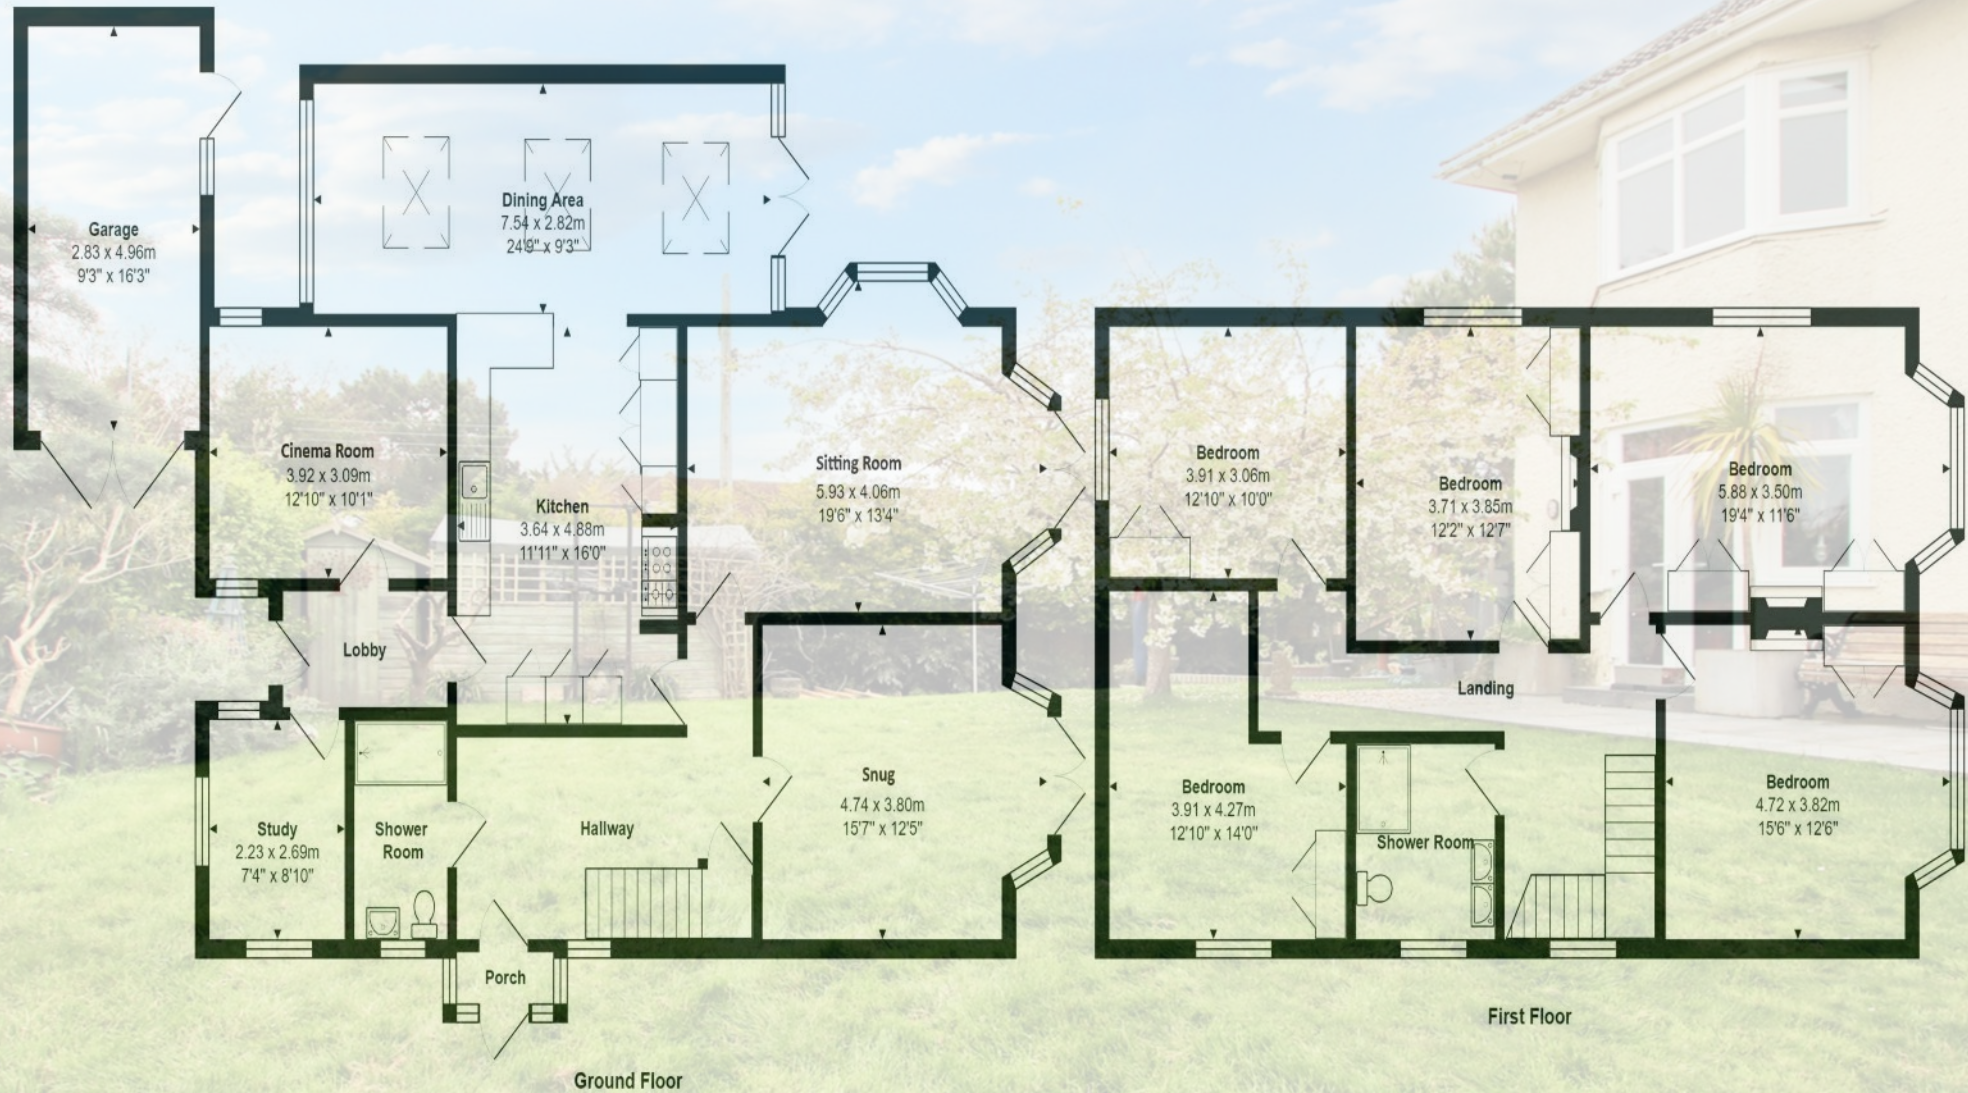 Garage
2.83 x 4.96m
9'3" x 16'3"
Dining Area
7.54 x 2.82m
24'9" x 9'3"
Cinema Room
3.92 x 3.09m
12'10" x 10'1"
Kitchen
3.64 x 4.88m
11'11" x 16'0"
Sitting Room
5.93 x 4.06m
19'6" x 13'4"
Lobby
Study
2.23 x 2.69m
7'4" x 8'10"
Shower
Room
Hallway
Snug
4.74 x 3.80m
15'7" x 12'5"
Porch
Ground Floor
Bedroom
3.91 x 3.06m
12'10" x 10'0"
Bedroom
3.71 x 3.85m
12'2" x 12'7"
Bedroom
5.88 x 3.50m
19'4" x 11'6"
Landing
Bedroom
3.91 x 4.27m
12'10" x 14'0"
Shower Room
Bedroom
4.72 x 3.82m
15'6" x 12'6"
First Floor